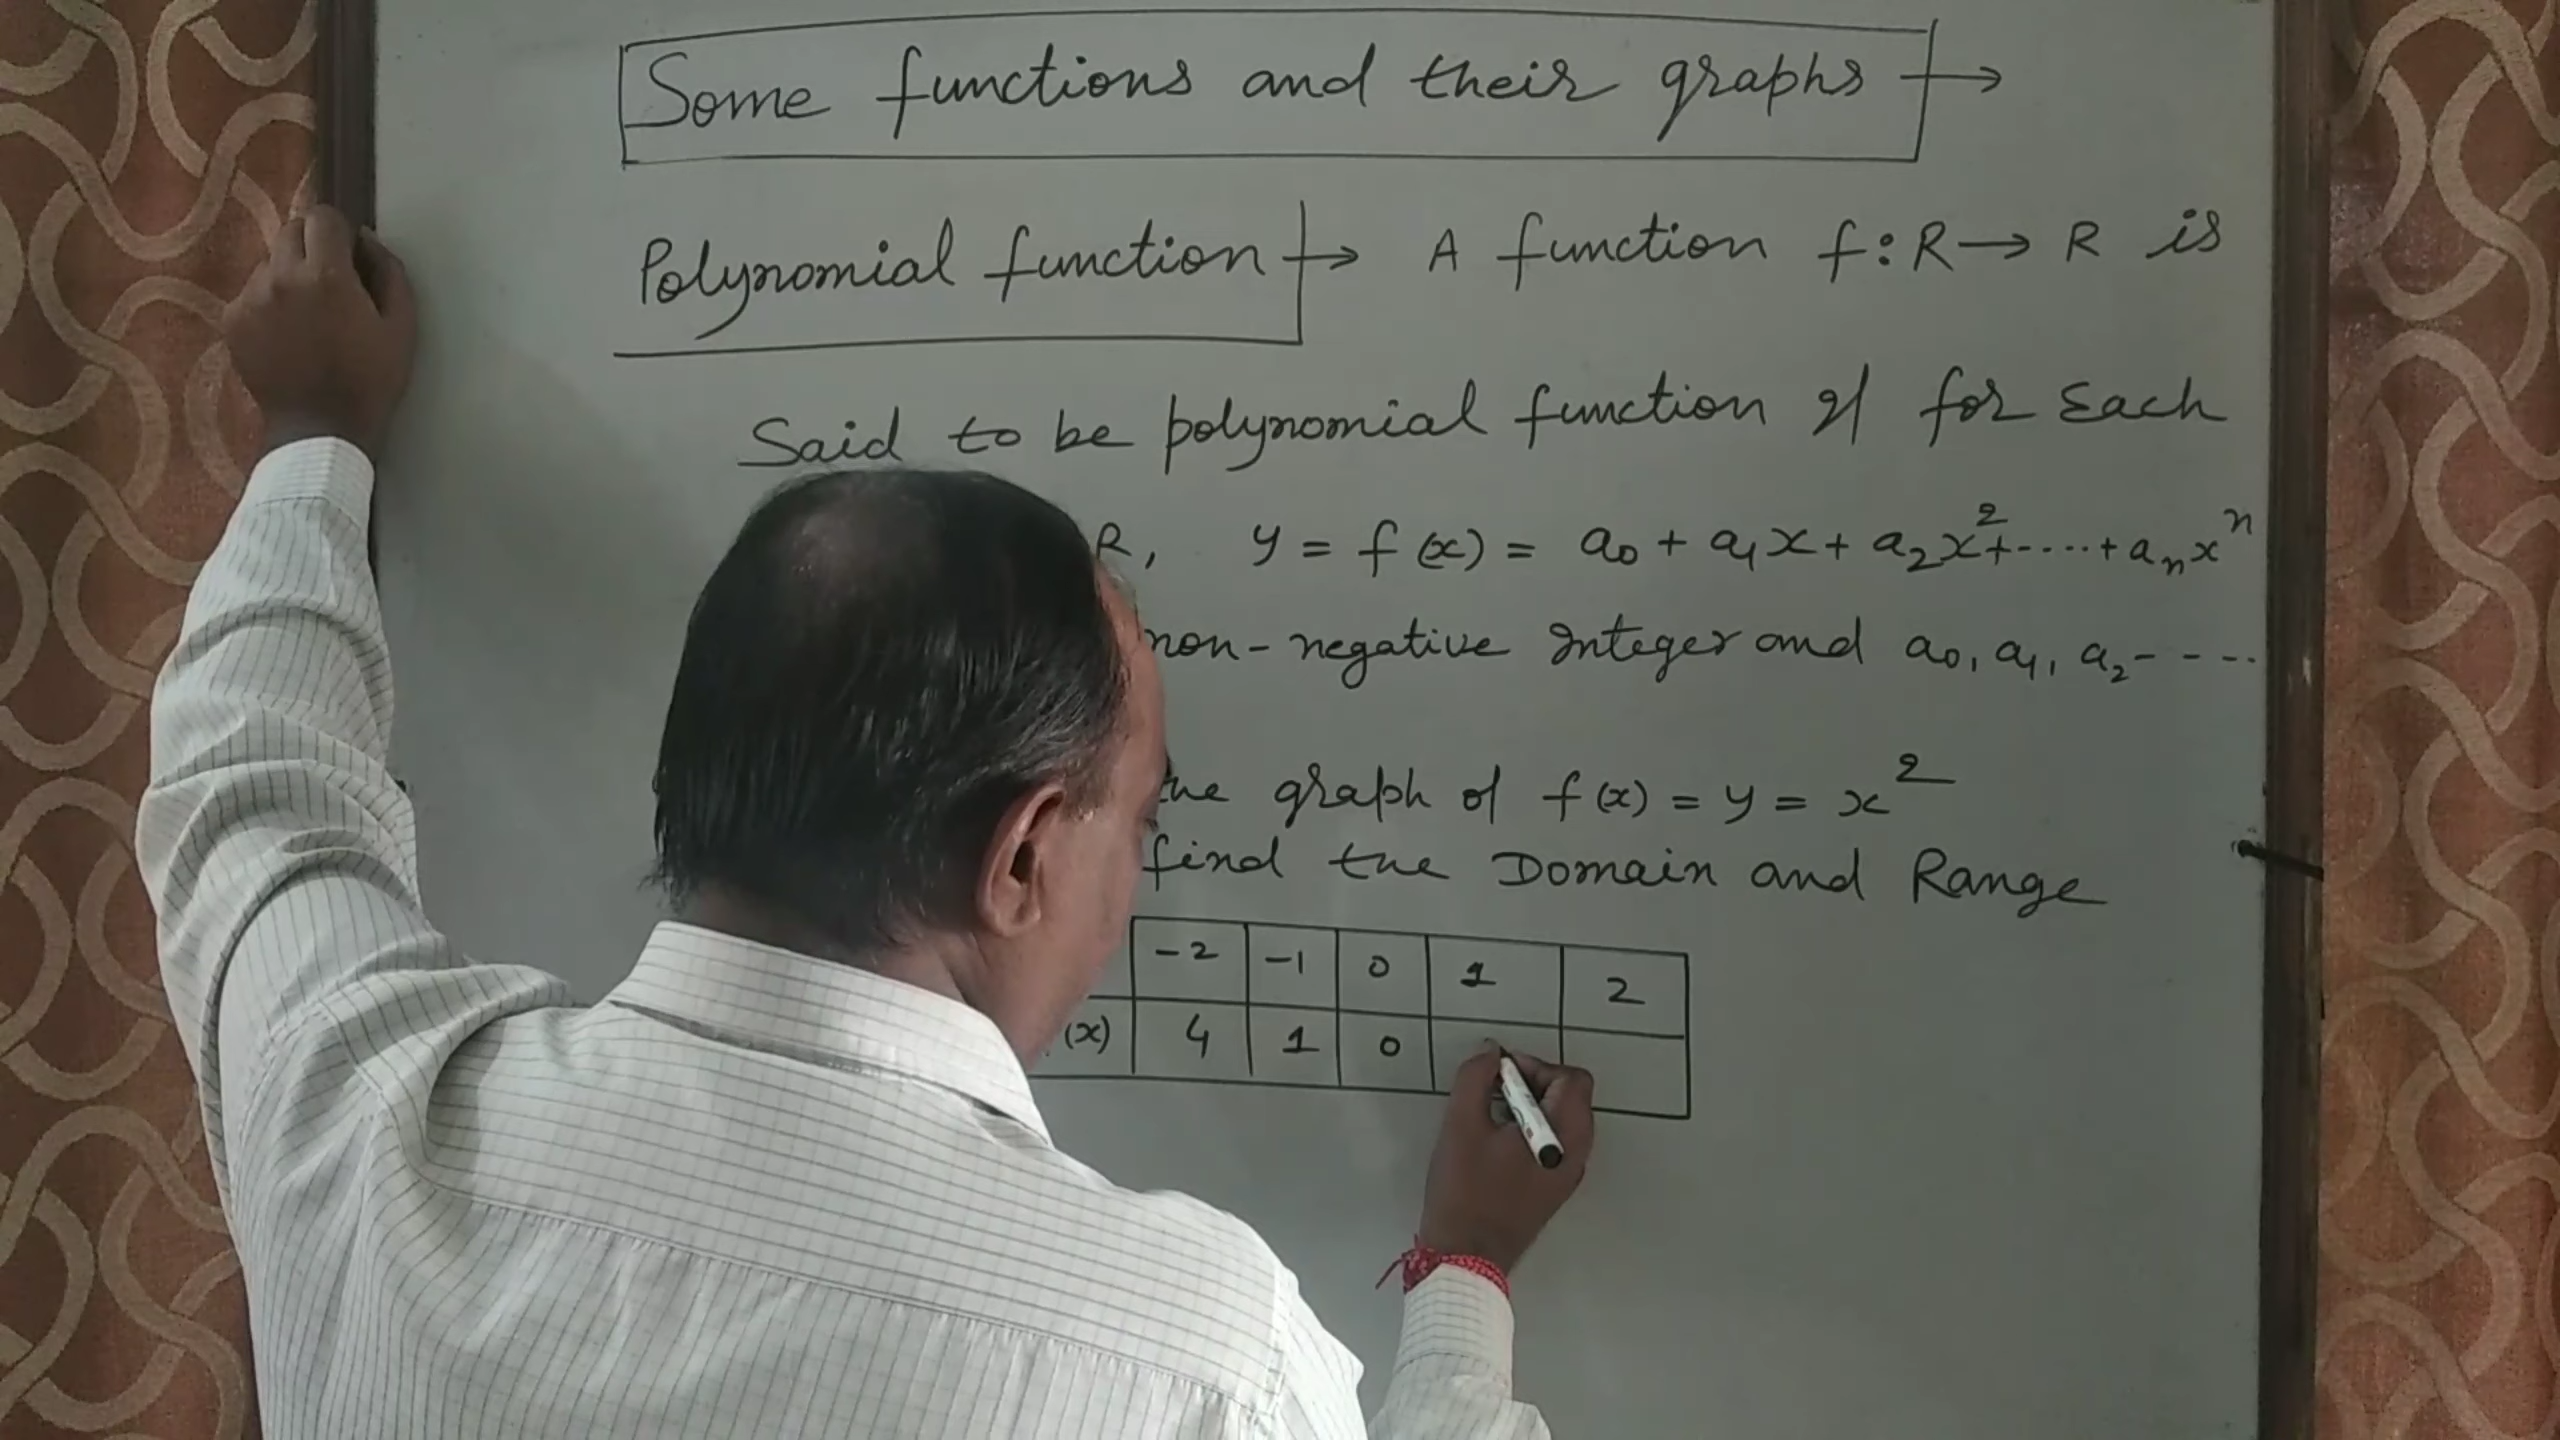 Some functions and their graphs →
Polynomial function → A function f : R → R is
Said to be polynomial function if for Each
R, y = f(x) = a₀ + a₁x + a₂x² + ----- + aₙxⁿ
non-negative Integer and a₀, a₁, a₂ - - - -
the graph of f(x) = y = x²
find the Domain and Range
-2 -1 0 1 2
(x) 4 1 0